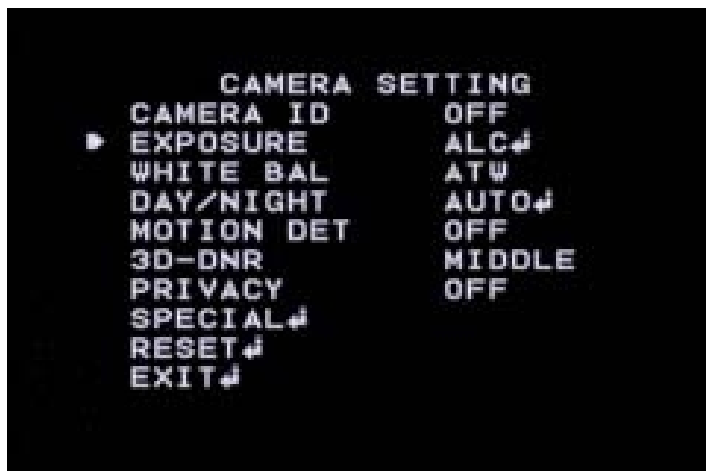 CAMERA SETTING
CAMERA ID OFF
EXPOSURE ALC↲
WHITE BAL ATW
DAY/NIGHT AUTO↲
MOTION DET OFF
3D-DNR MIDDLE
PRIVACY OFF
SPECIAL↲
RESET↲
EXIT↲